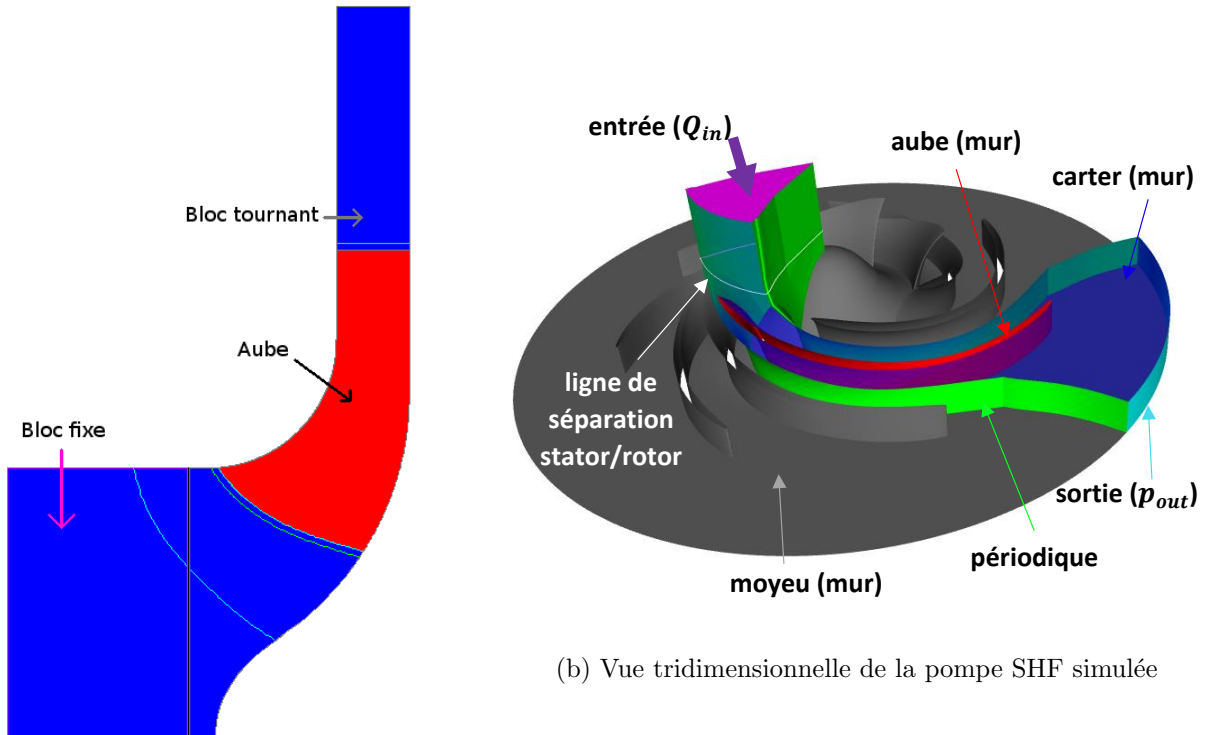 Bloc tournant
Aube
Bloc fixe
entrée (Q_in)
aube (mur)
carter (mur)
ligne de
séparation
stator/rotor
sortie (p_out)
périodique
moyeu (mur)
(b) Vue tridimensionnelle de la pompe SHF simulée